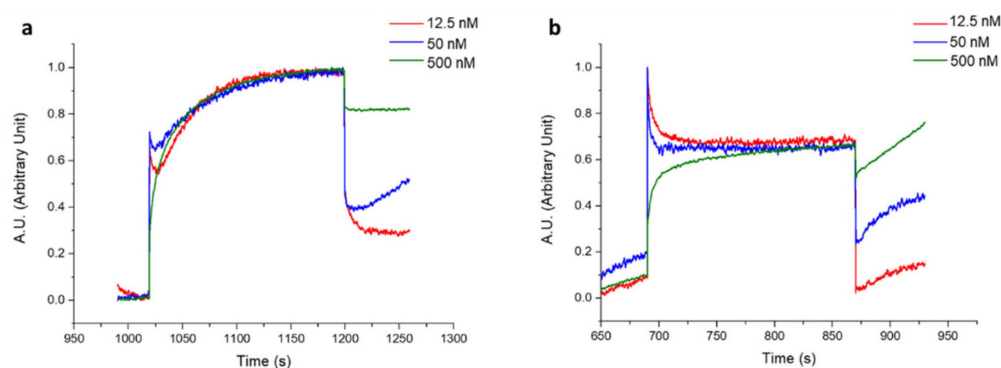 a
12.5 nM
50 nM
500 nM
1.0
0.8
0.6
0.4
0.2
0.0
A.U. (Arbitrary Unit)
950 1000 1050 1100 1150 1200 1250 1300
Time (s)
b
12.5 nM
50 nM
500 nM
1.0
0.8
0.6
0.4
0.2
0.0
A.U. (Arbitrary Unit)
650 700 750 800 850 900 950
Time (s)